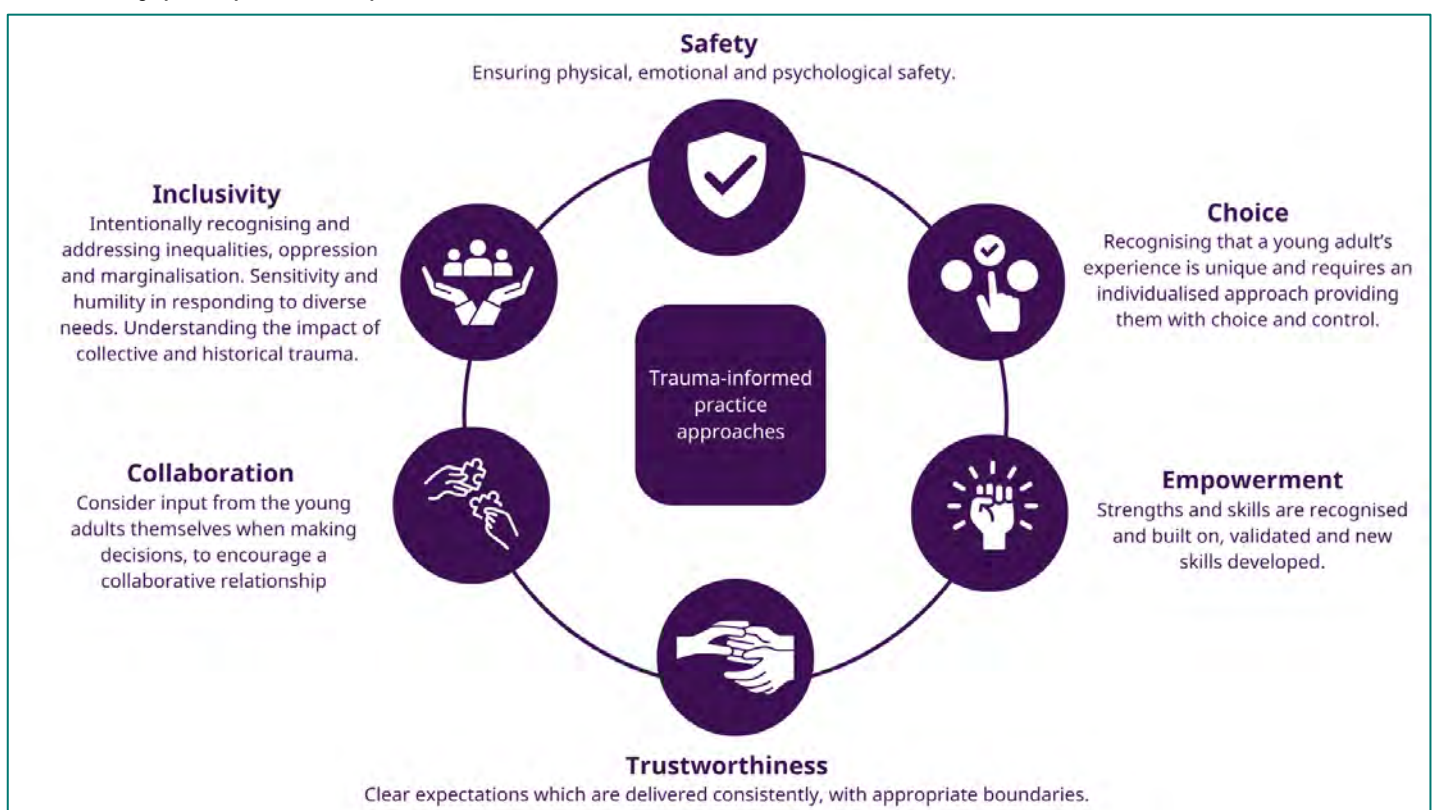 Safety
Ensuring physical, emotional and psychological safety.
Choice
Recognising that a young adult’s
experience is unique and requires an
individualised approach providing
them with choice and control.
Empowerment
Strengths and skills are recognised
and built on, validated and new
skills developed.
Trustworthiness
Clear expectations which are delivered consistently, with appropriate boundaries.
Collaboration
Consider input from the young
adults themselves when making
decisions, to encourage a
collaborative relationship
Inclusivity
Intentionally recognising and
addressing inequalities, oppression
and marginalisation. Sensitivity and
humility in responding to diverse
needs. Understanding the impact of
collective and historical trauma.
Trauma-informed
practice
approaches